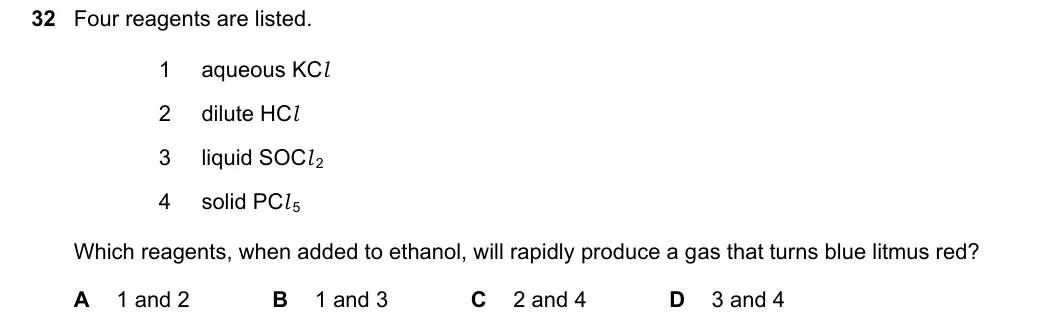 32 Four reagents are listed.
1 aqueous KCl
2 dilute HCl
3 liquid SOCl₂
4 solid PCl₅
Which reagents, when added to ethanol, will rapidly produce a gas that turns blue litmus red?
A 1 and 2 B 1 and 3 C 2 and 4 D 3 and 4